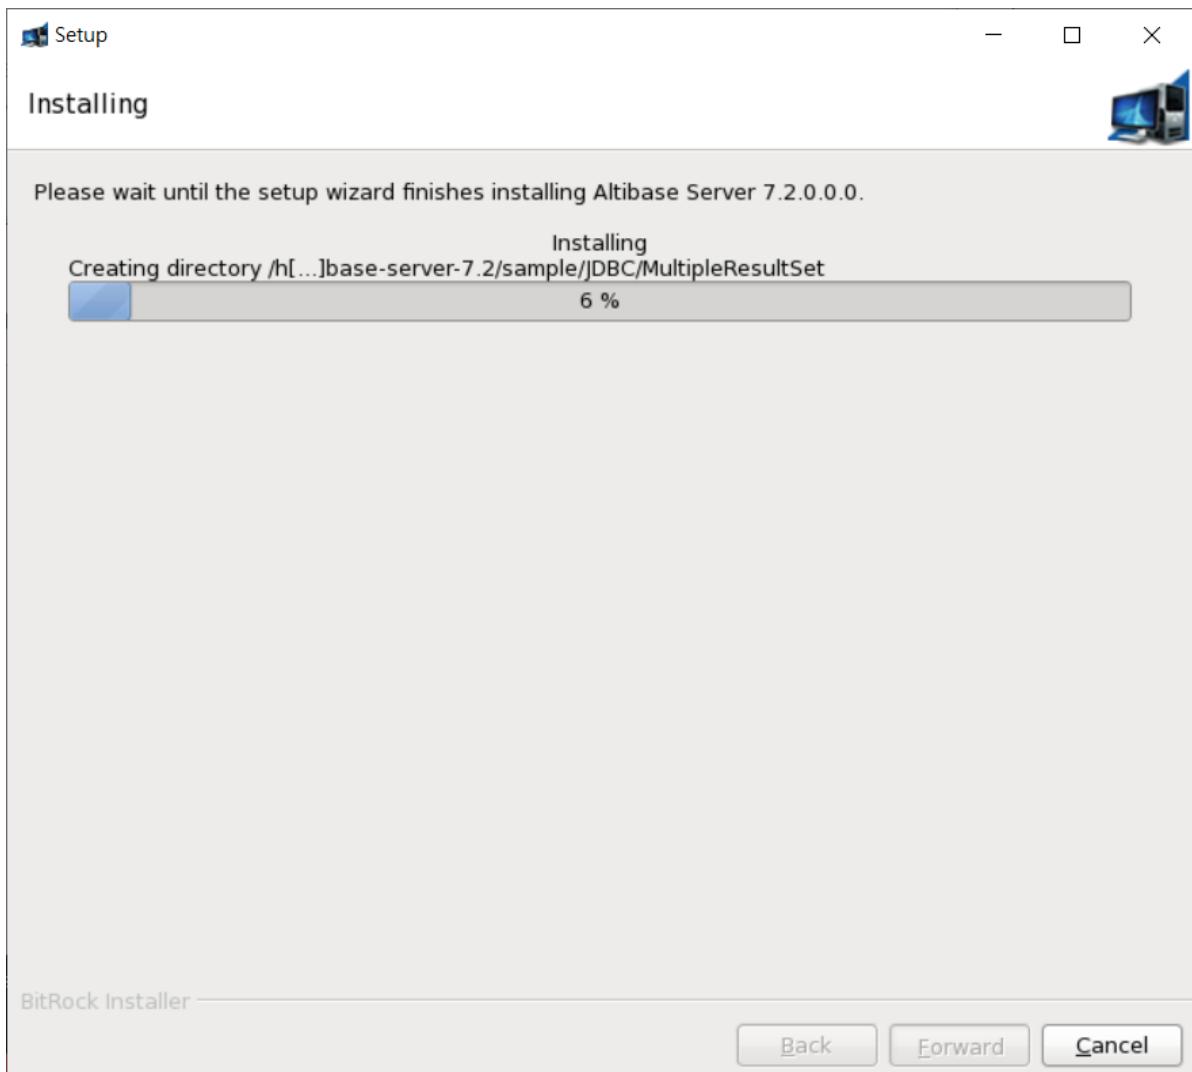 Setup
Installing
Please wait until the setup wizard finishes installing Altibase Server 7.2.0.0.0.
Installing
Creating directory /h[...]base-server-7.2/sample/JDBC/MultipleResultSet
6 %
BitRock Installer
Back
Forward
Cancel